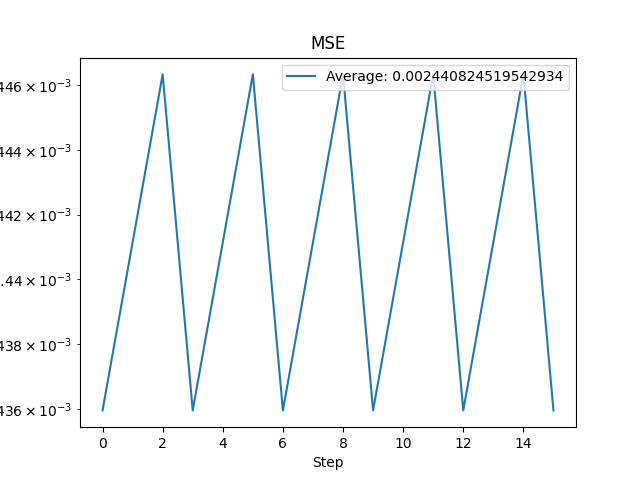 MSE
Average: 0.002440824519542934
446 × 10⁻³
444 × 10⁻³
442 × 10⁻³
.44 × 10⁻³
438 × 10⁻³
436 × 10⁻³
0 2 4 6 8 10 12 14
Step